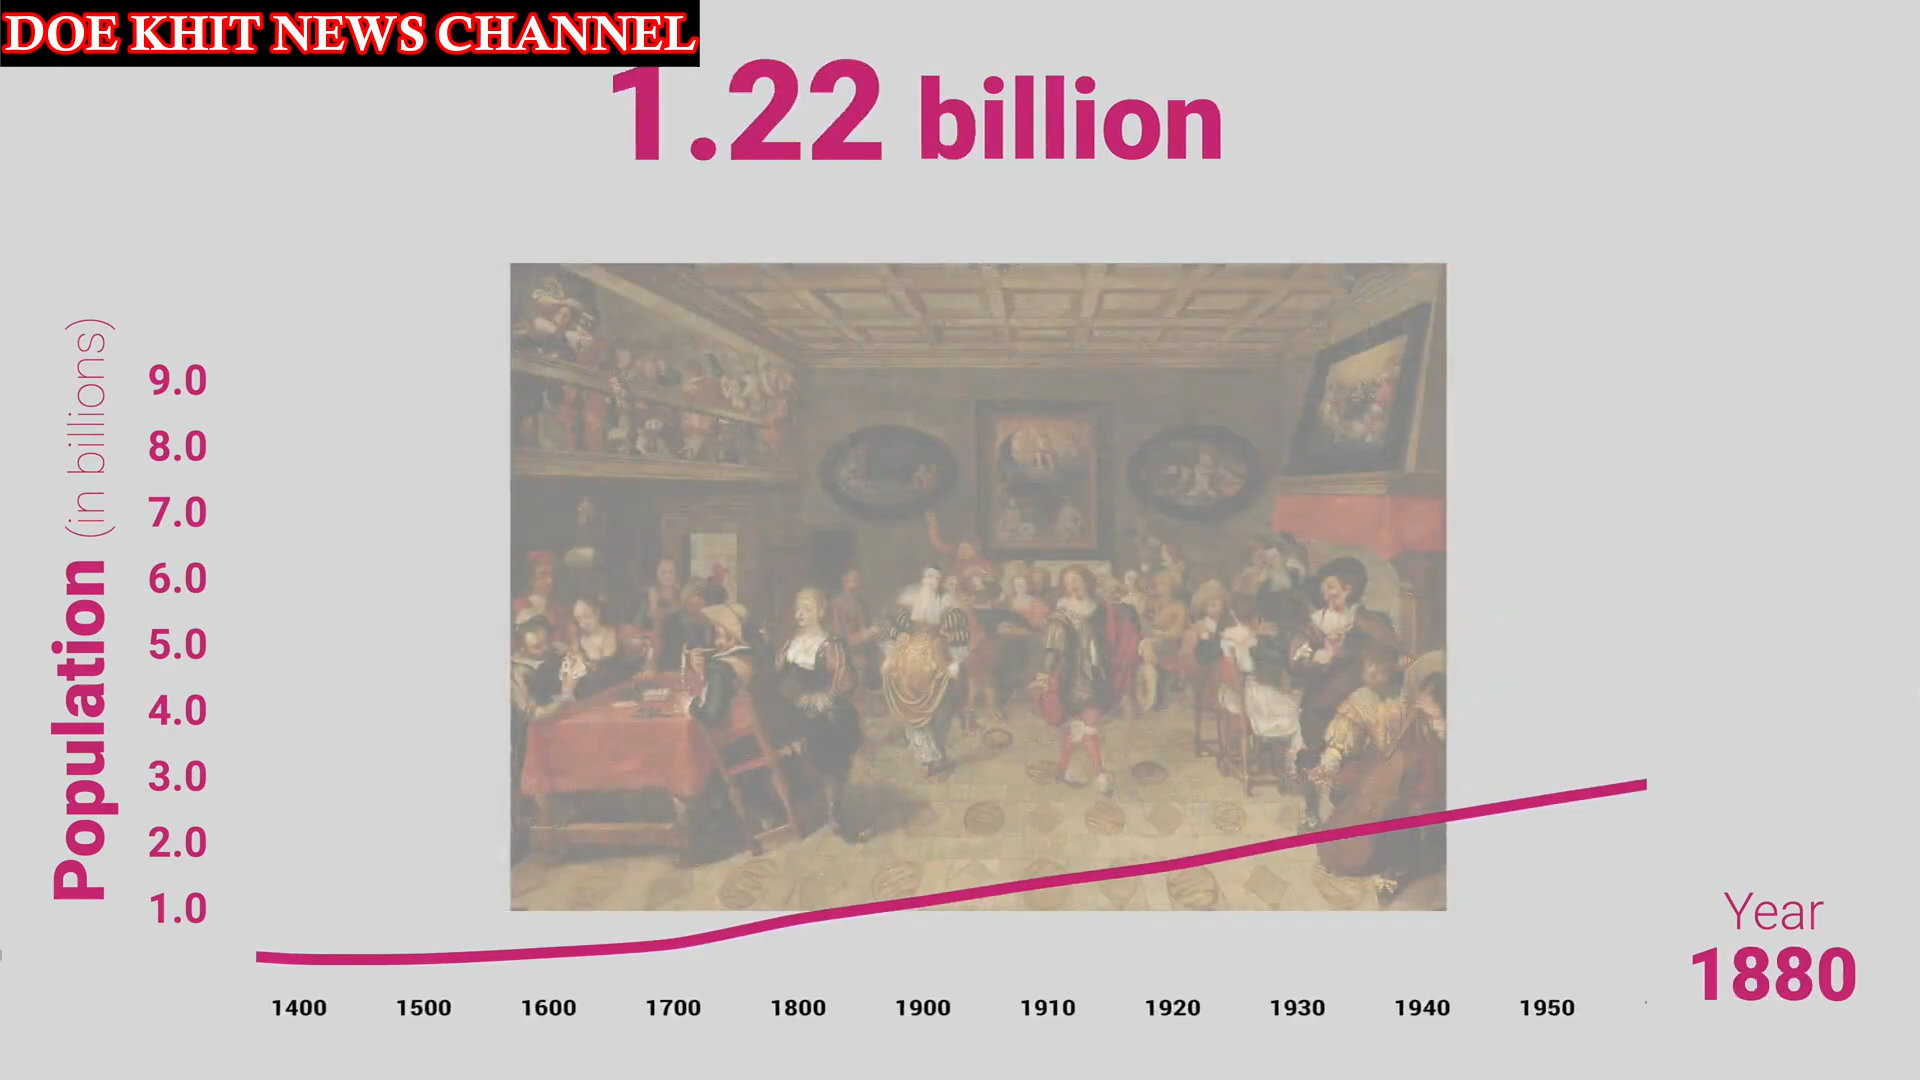 DOE KHIT NEWS CHANNEL
1.22 billion
Population (in billions)
9.0
8.0
7.0
6.0
5.0
4.0
3.0
2.0
1.0
Year
1880
1400 1500 1600 1700 1800 1900 1910 1920 1930 1940 1950